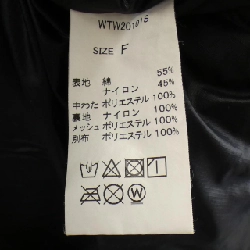 WTW201015
SIZE F
表地 綿 55%
ナイロン 45%
中わた ポリエステル 100%
裏地 ナイロン 100%
メッシュ ポリエステル 100%
別布 ポリエステル 100%
W